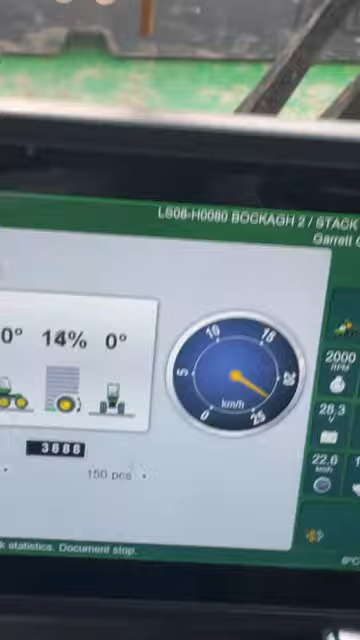 LS08-H0080 BOCKAGH 2 / STACK
Garrett
0° 14% 0°
10
15
5
20
0
25
km/h
3888
150 pcs
2000
RPM
28.3
V
22.6
km/h
k statistics. Document stop.